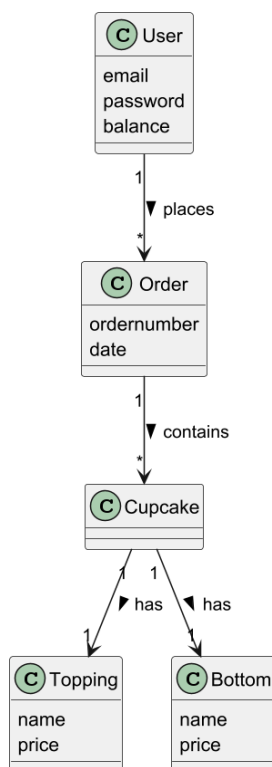 C User
email
password
balance
1
places
*
C Order
ordernumber
date
1
contains
*
C Cupcake
1 1
has has
1 1
C Topping
name
price
C Bottom
name
price